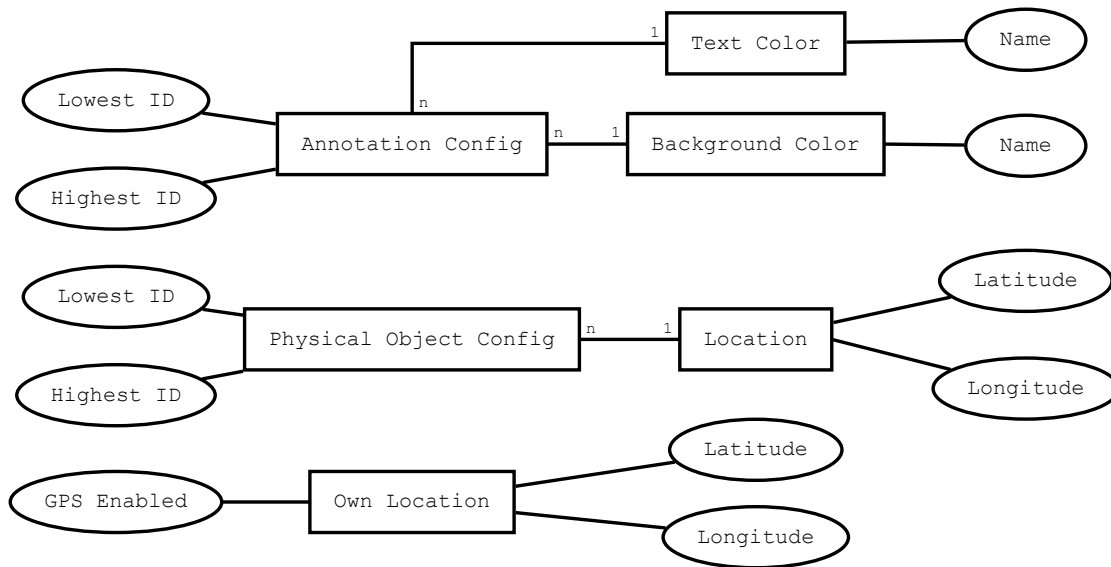 1
Text Color
Name
Lowest ID
n
Annotation Config
n
1
Background Color
Name
Highest ID
Lowest ID
Latitude
Physical Object Config
n
1
Location
Highest ID
Longitude
Latitude
GPS Enabled
Own Location
Longitude